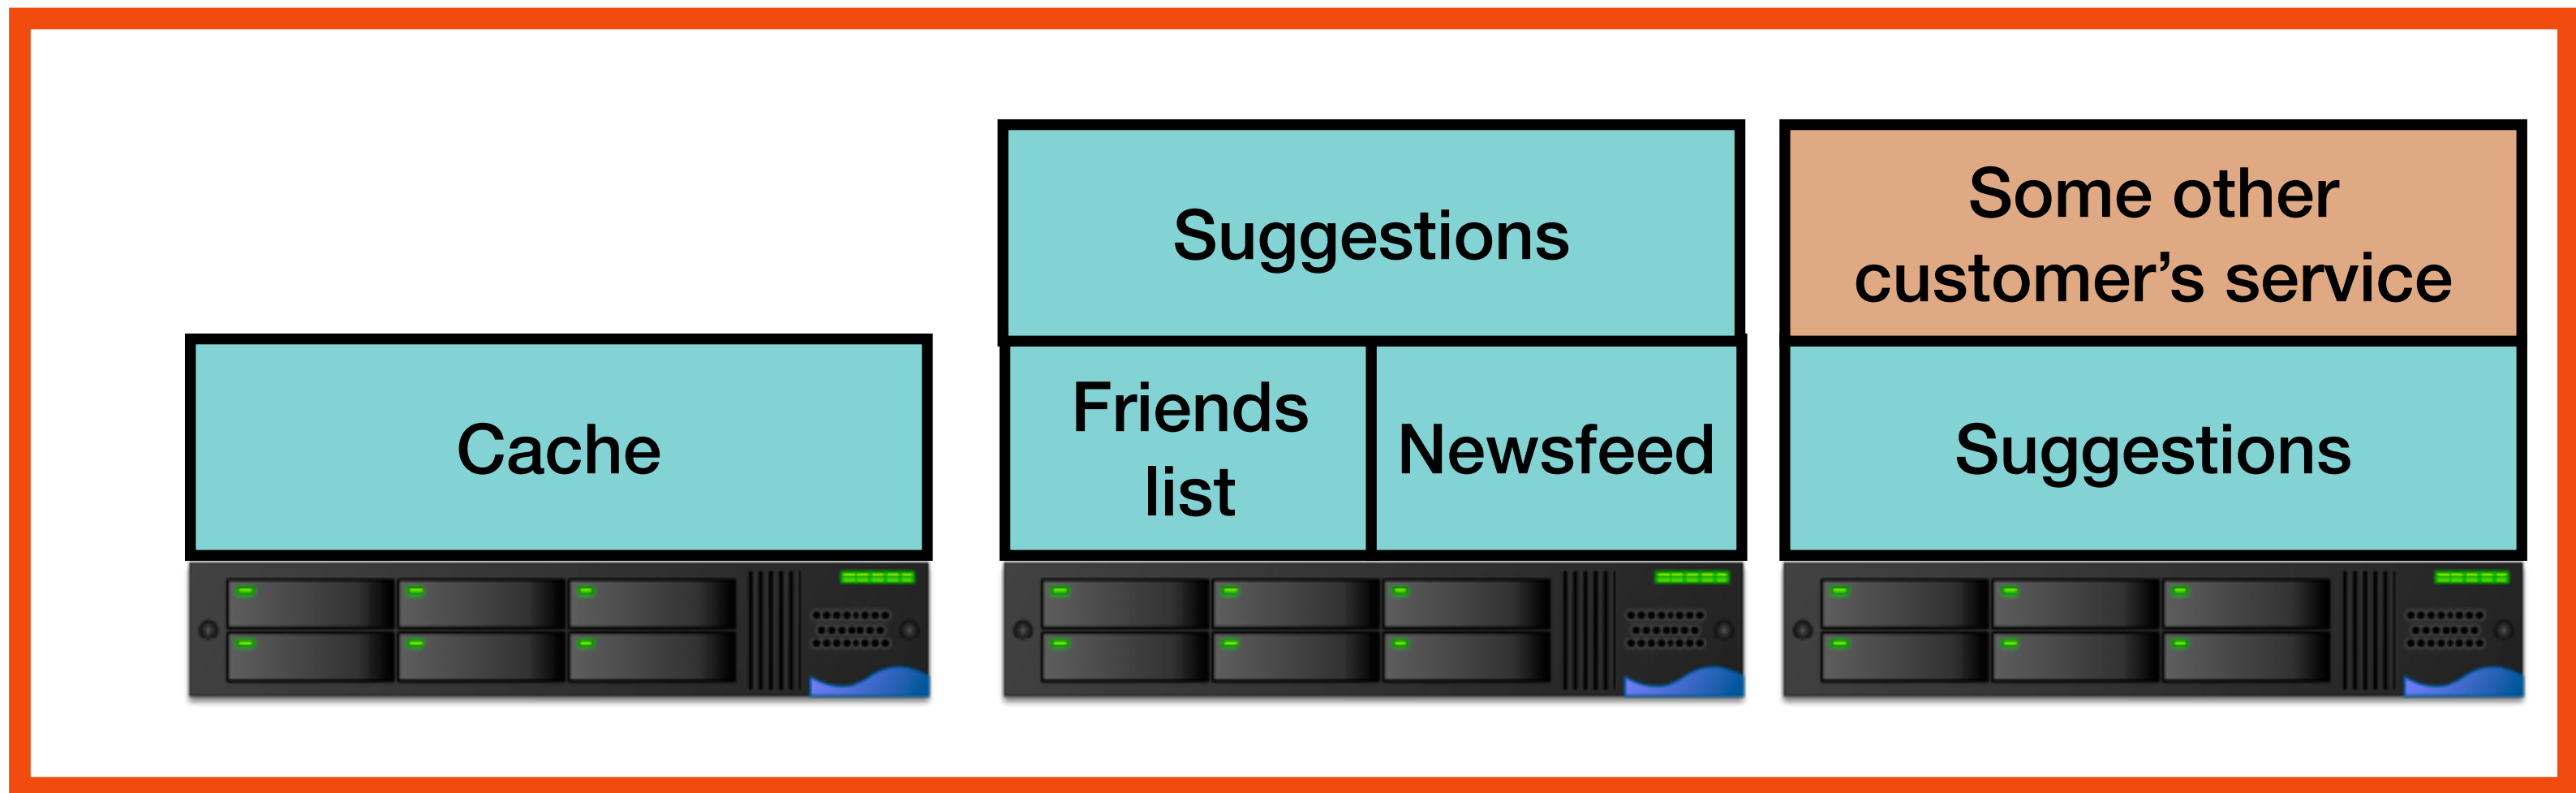 Suggestions
Some other
customer’s service
Cache
Friends
list
Newsfeed
Suggestions